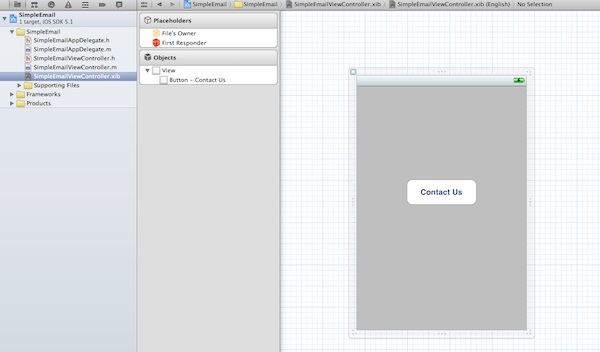 SimpleEmail
SimpleEmail
SimpleEmailViewController.xib
SimpleEmailViewController.xib (English)
No Selection
SimpleEmail
1 target, iOS SDK 5.1
SimpleEmail
SimpleEmailAppDelegate.h
SimpleEmailAppDelegate.m
SimpleEmailViewController.h
SimpleEmailViewController.m
SimpleEmailViewController.xib
Supporting Files
Frameworks
Products
Placeholders
File's Owner
First Responder
Objects
View
Button - Contact Us
Contact Us